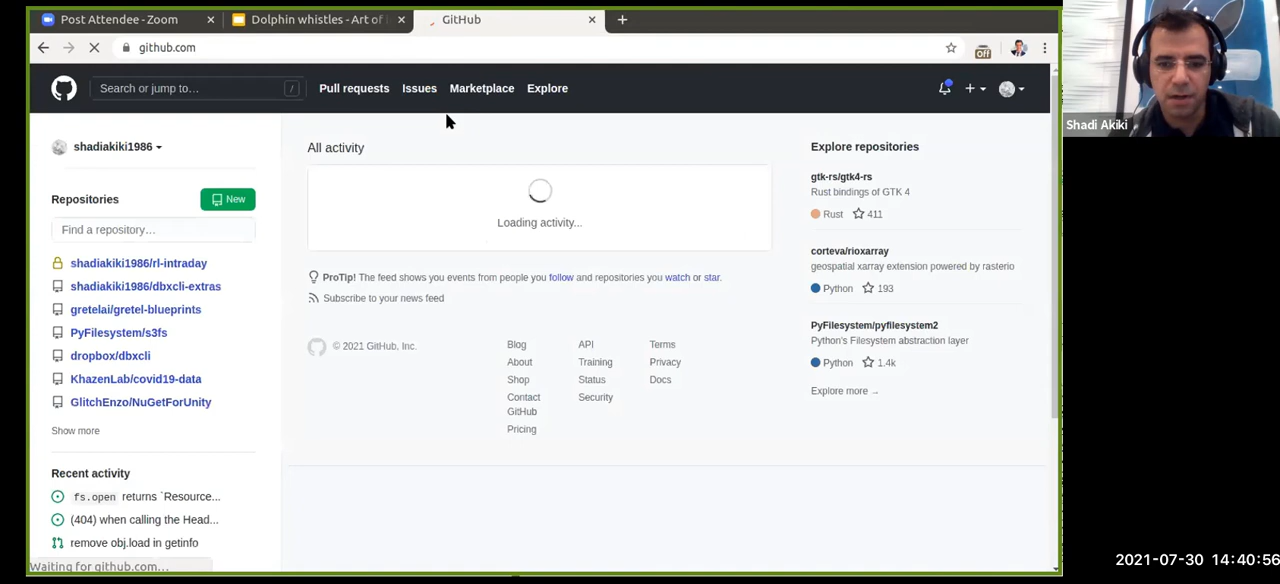 Post Attendee - Zoom
Dolphin whistles - Art of
GitHub
github.com
Off
Search or jump to…
/
Pull requests
Issues
Marketplace
Explore
Shadi Akiki
shadiakiki1986
Repositories
New
Find a repository…
shadiakiki1986/rl-intraday
shadiakiki1986/dbxcli-extras
gretelai/gretel-blueprints
PyFilesystem/s3fs
dropbox/dbxcli
KhazenLab/covid19-data
GlitchEnzo/NuGetForUnity
Show more
Recent activity
fs.open returns `Resource...
(404) when calling the Head...
remove obj.load in getinfo
Waiting for github.com…
All activity
Loading activity...
ProTip! The feed shows you events from people you follow and repositories you watch or star.
Subscribe to your news feed
© 2021 GitHub, Inc.
Blog
About
Shop
Contact
GitHub
Pricing
API
Training
Status
Security
Terms
Privacy
Docs
Explore repositories
gtk-rs/gtk4-rs
Rust bindings of GTK 4
Rust 411
corteva/rioxarray
geospatial xarray extension powered by rasterio
Python 193
PyFilesystem/pyfilesystem2
Python's Filesystem abstraction layer
Python 1.4k
Explore more →
2021-07-30 14:40:56